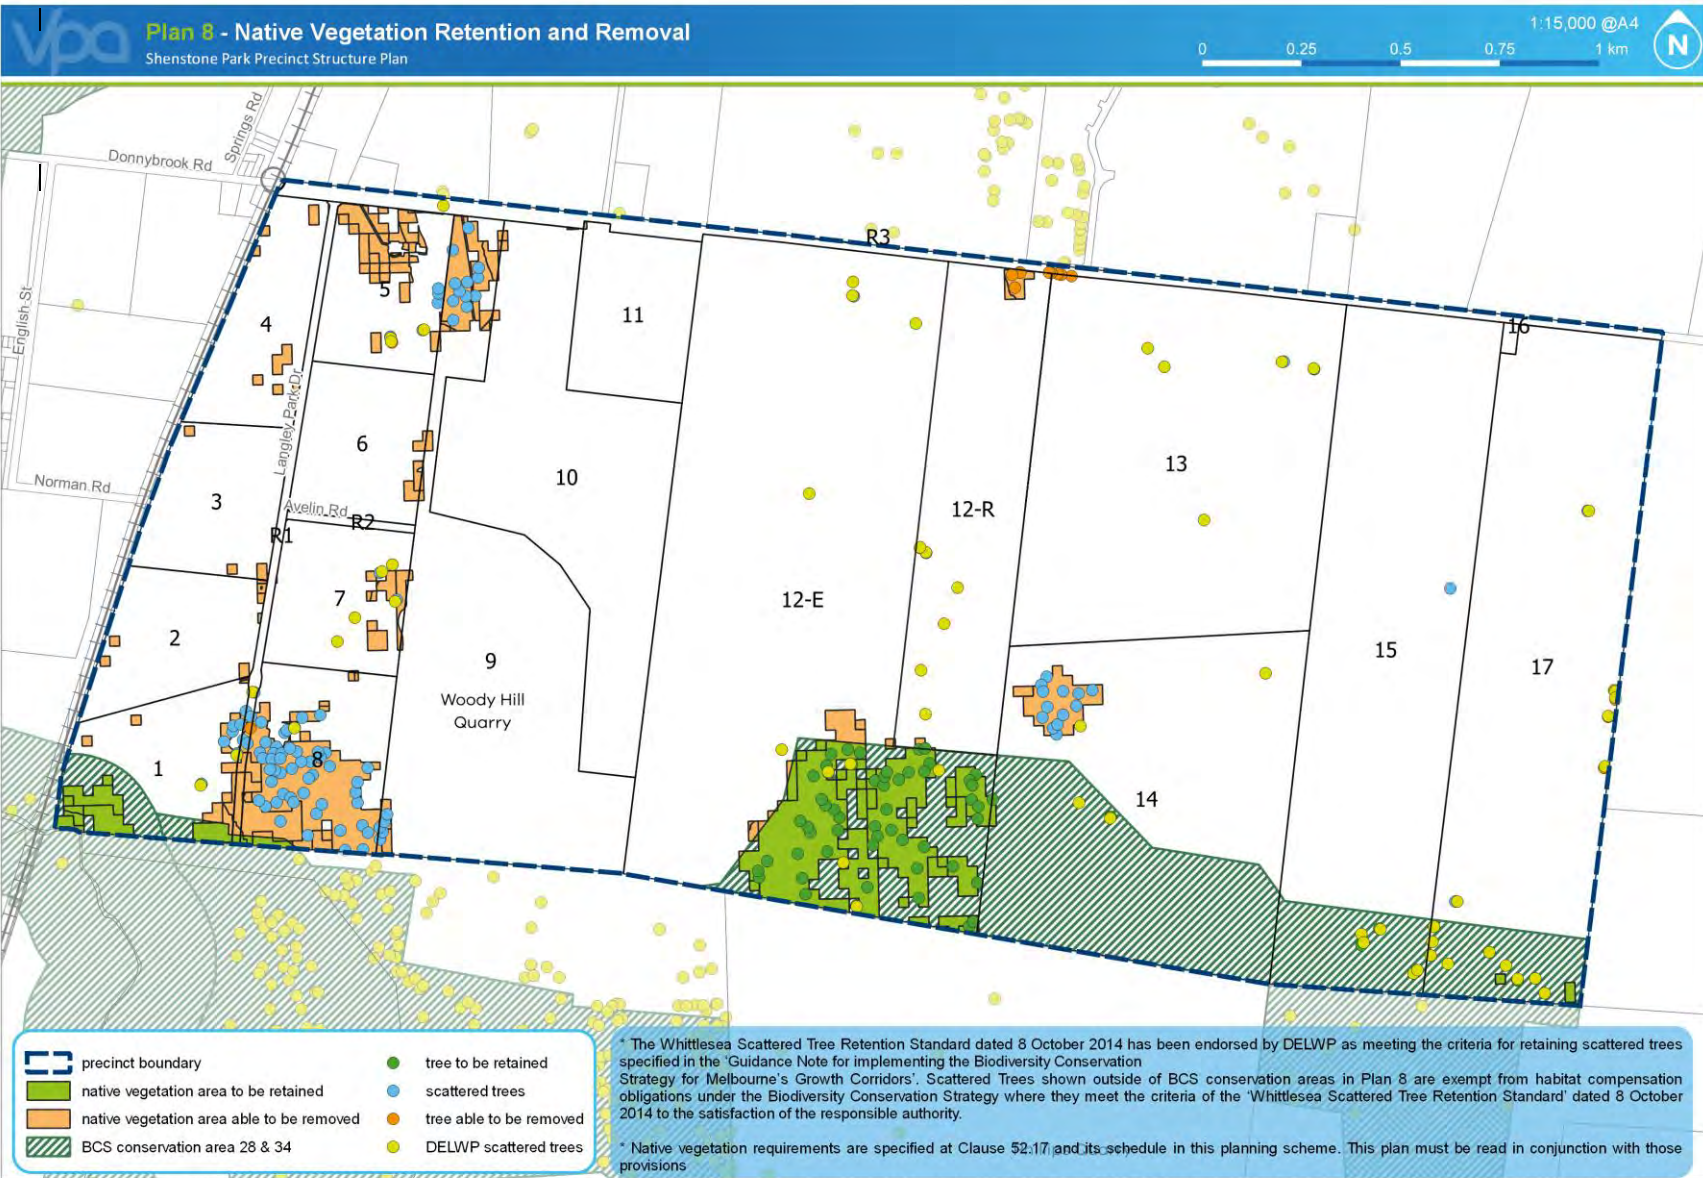 vpa
Plan 8 - Native Vegetation Retention and Removal
Shenstone Park Precinct Structure Plan
1:15,000 @A4
0 0.25 0.5 0.75 1 km
N
Springs Rd
Donnybrook Rd
English St
Norman Rd
Langley Park Dr
Avelin Rd
R1
R2
R3
1
2
3
4
5
6
7
8
9
Woody Hill
Quarry
10
11
12-E
12-R
13
14
15
16
17
precinct boundary
native vegetation area to be retained
native vegetation area able to be removed
BCS conservation area 28 & 34
tree to be retained
scattered trees
tree able to be removed
DELWP scattered trees
* The Whittlesea Scattered Tree Retention Standard dated 8 October 2014 has been endorsed by DELWP as meeting the criteria for retaining scattered trees
specified in the 'Guidance Note for implementing the Biodiversity Conservation
Strategy for Melbourne's Growth Corridors'. Scattered Trees shown outside of BCS conservation areas in Plan 8 are exempt from habitat compensation
obligations under the Biodiversity Conservation Strategy where they meet the criteria of the 'Whittlesea Scattered Tree Retention Standard' dated 8 October
2014 to the satisfaction of the responsible authority.
* Native vegetation requirements are specified at Clause 52.17 and its schedule in this planning scheme. This plan must be read in conjunction with those
provisions